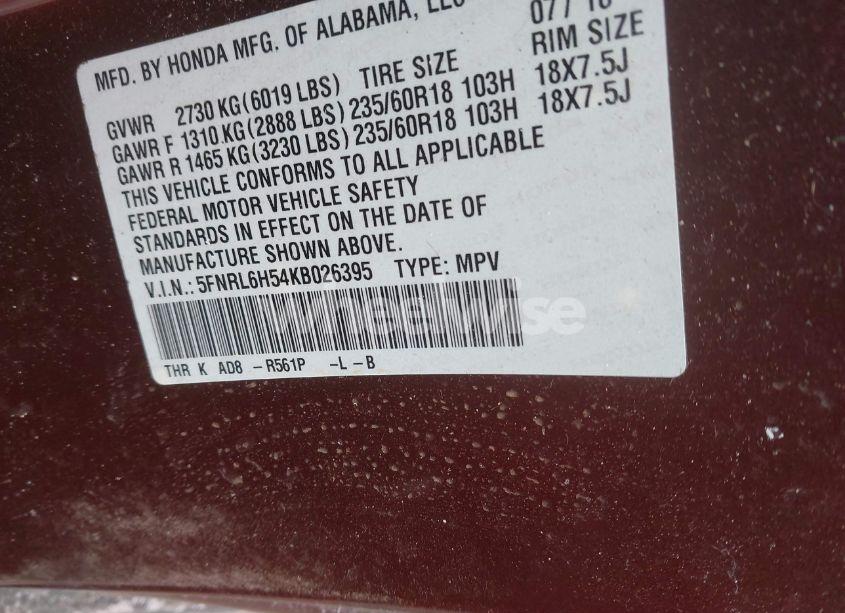 MFD. BY HONDA MFG. OF ALABAMA, LLC 07/18
GVWR 2730 KG(6019 LBS) TIRE SIZE RIM SIZE
GAWR F 1310 KG(2888 LBS) 235/60R18 103H 18X7.5J
GAWR R 1465 KG(3230 LBS) 235/60R18 103H 18X7.5J
THIS VEHICLE CONFORMS TO ALL APPLICABLE
FEDERAL MOTOR VEHICLE SAFETY
STANDARDS IN EFFECT ON THE DATE OF
MANUFACTURE SHOWN ABOVE.
V.I.N.: 5FNRL6H54KB026395 TYPE: MPV
wheelwise
THR K AD8 -R561P -L -B